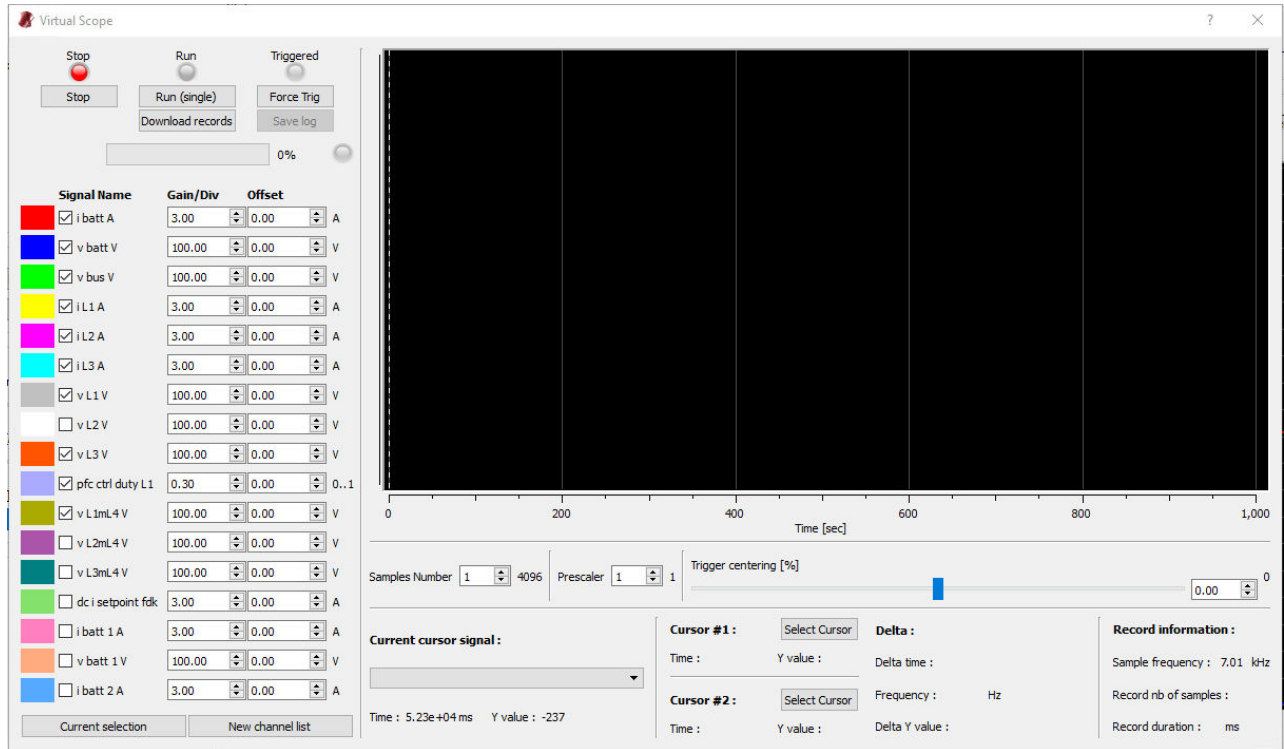 Virtual Scope ?
Stop Run Triggered
Stop Run (single) Force Trig
Download records Save log
0%
Signal Name Gain/Div Offset
i batt A 3.00 0.00 A
v batt V 100.00 0.00 V
v bus V 100.00 0.00 V
i L1 A 3.00 0.00 A
i L2 A 3.00 0.00 A
i L3 A 3.00 0.00 A
v L1 V 100.00 0.00 V
v L2 V 100.00 0.00 V
v L3 V 100.00 0.00 V
pfc ctrl duty L1 0.30 0.00 0..1
v L1mL4 V 100.00 0.00 V
v L2mL4 V 100.00 0.00 V
v L3mL4 V 100.00 0.00 V
dc i setpoint fdk 3.00 0.00 A
i batt 1 A 3.00 0.00 A
v batt 1 V 100.00 0.00 V
i batt 2 A 3.00 0.00 A
Current selection New channel list
0 200 400 600 800 1,000
Time [sec]
Samples Number 1 4096 Prescaler 1 1 Trigger centering [%] 0.00 0
Current cursor signal :
Time : 5.23e+04 ms Y value : -237
Cursor #1 : Select Cursor
Time : Y value :
Cursor #2 : Select Cursor
Time : Y value :
Delta :
Delta time :
Frequency : Hz
Delta Y value :
Record information :
Sample frequency : 7.01 kHz
Record nb of samples :
Record duration : ms